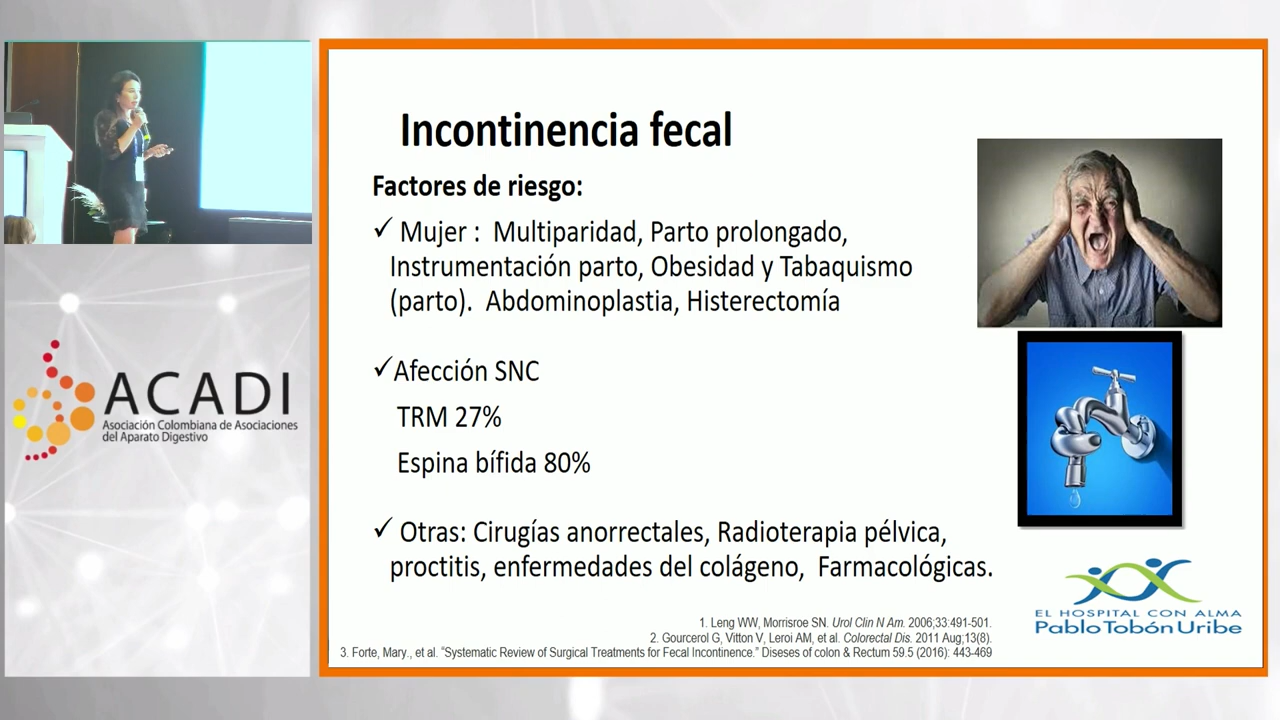 Incontinencia fecal
Factores de riesgo:
✓ Mujer : Multiparidad, Parto prolongado,
Instrumentación parto, Obesidad y Tabaquismo
(parto). Abdominoplastia, Histerectomía
✓Afección SNC
TRM 27%
Espina bífida 80%
✓ Otras: Cirugías anorrectales, Radioterapia pélvica,
proctitis, enfermedades del colágeno, Farmacológicas.
1. Leng WW, Morrisroe SN. Urol Clin N Am. 2006;33:491-501.
2. Gourcerol G, Vitton V, Leroi AM, et al. Colorectal Dis. 2011 Aug;13(8).
3. Forte, Mary., et al. “Systematic Review of Surgical Treatments for Fecal Incontinence.” Diseses of colon & Rectum 59.5 (2016): 443-469
EL HOSPITAL CON ALMA
Pablo Tobón Uribe
ACADI
Asociación Colombiana de Asociaciones
del Aparato Digestivo